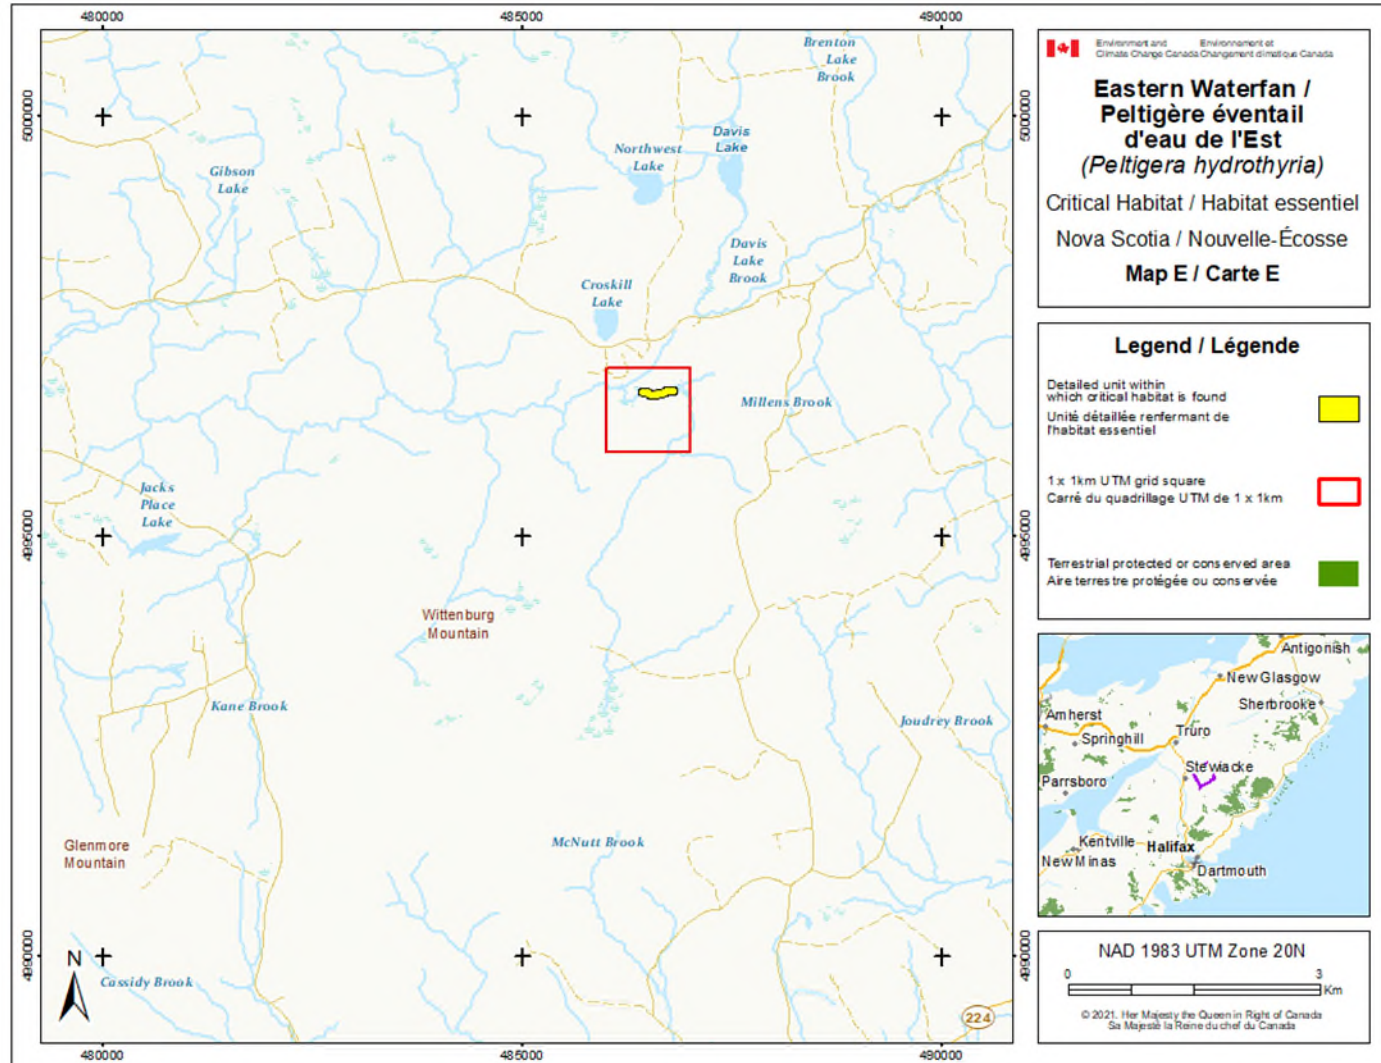 480000
485000
490000
5000000
5000000
4995000
4995000
4990000
4990000
480000
485000
490000
Brenton
Lake
Brook
Davis
Lake
Northwest
Lake
Gibson
Lake
Davis
Lake
Brook
Croskill
Lake
Millens Brook
Jacks
Place
Lake
Wittenburg
Mountain
Kane Brook
Joudrey Brook
Glenmore
Mountain
McNutt Brook
N
Cassidy Brook
224
Environment and
Climate Change Canada
Environnement et
Changement climatique Canada
Eastern Waterfan /
Peltigère éventail
d'eau de l'Est
(Peltigera hydrothyria)
Critical Habitat / Habitat essentiel
Nova Scotia / Nouvelle-Écosse
Map E / Carte E
Legend / Légende
Detailed unit within
which critical habitat is found
Unité détaillée renfermant de
l'habitat essentiel
1 x 1km UTM grid square
Carré du quadrillage UTM de 1 x 1km
Terrestrial protected or conserved area
Aire terrestre protégée ou conservée
Antigonish
New Glasgow
Sherbrooke
Amherst
Truro
Springhill
Stewiacke
Parrsboro
Kentville
Halifax
New Minas
Dartmouth
NAD 1983 UTM Zone 20N
0 3
Km
© 2021. Her Majesty the Queen in Right of Canada
Sa Majesté la Reine du chef du Canada